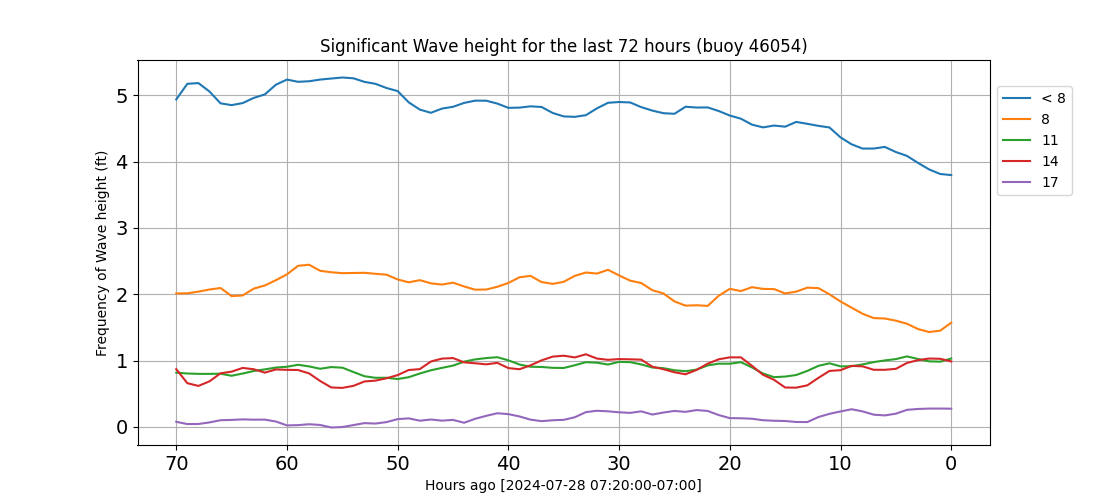 Significant Wave height for the last 72 hours (buoy 46054)
Frequency of Wave height (ft)
5
4
3
2
1
0
70 60 50 40 30 20 10 0
Hours ago [2024-07-28 07:20:00-07:00]
< 8
8
11
14
17